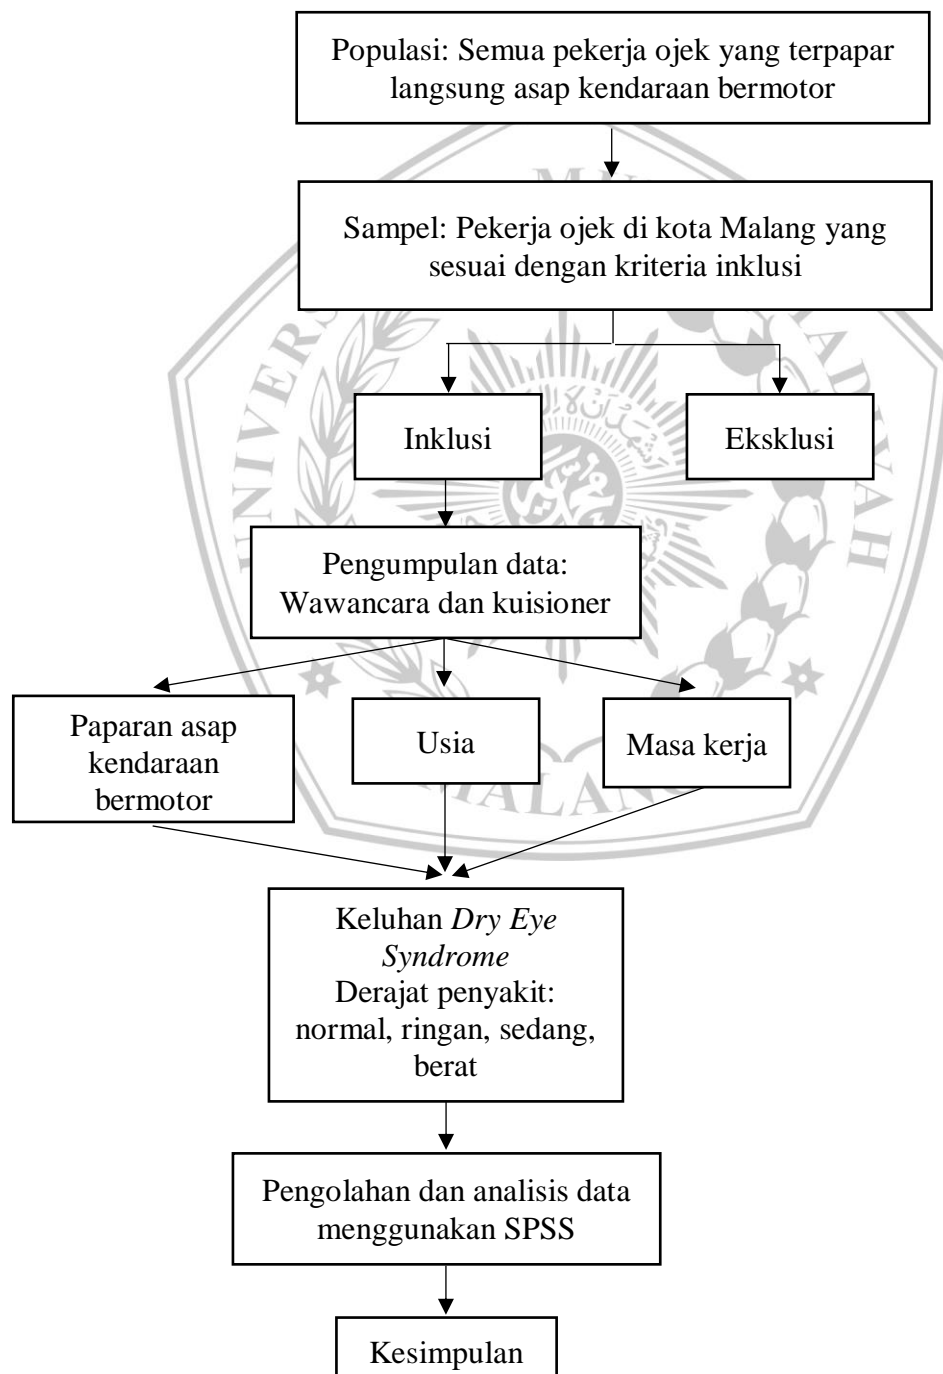 Populasi: Semua pekerja ojek yang terpapar
langsung asap kendaraan bermotor
Sampel: Pekerja ojek di kota Malang yang
sesuai dengan kriteria inklusi
Inklusi
Eksklusi
Pengumpulan data:
Wawancara dan kuisioner
Paparan asap
kendaraan
bermotor
Usia
Masa kerja
MALANG
Keluhan Dry Eye
Syndrome
Derajat penyakit:
normal, ringan, sedang,
berat
Pengolahan dan analisis data
menggunakan SPSS
Kesimpulan